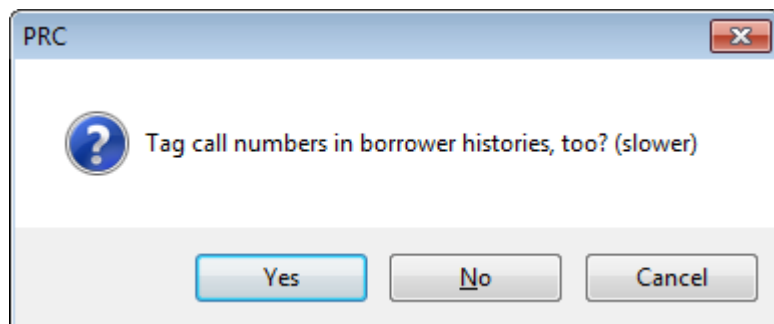 PRC
Tag call numbers in borrower histories, too? (slower)
Yes
No
Cancel